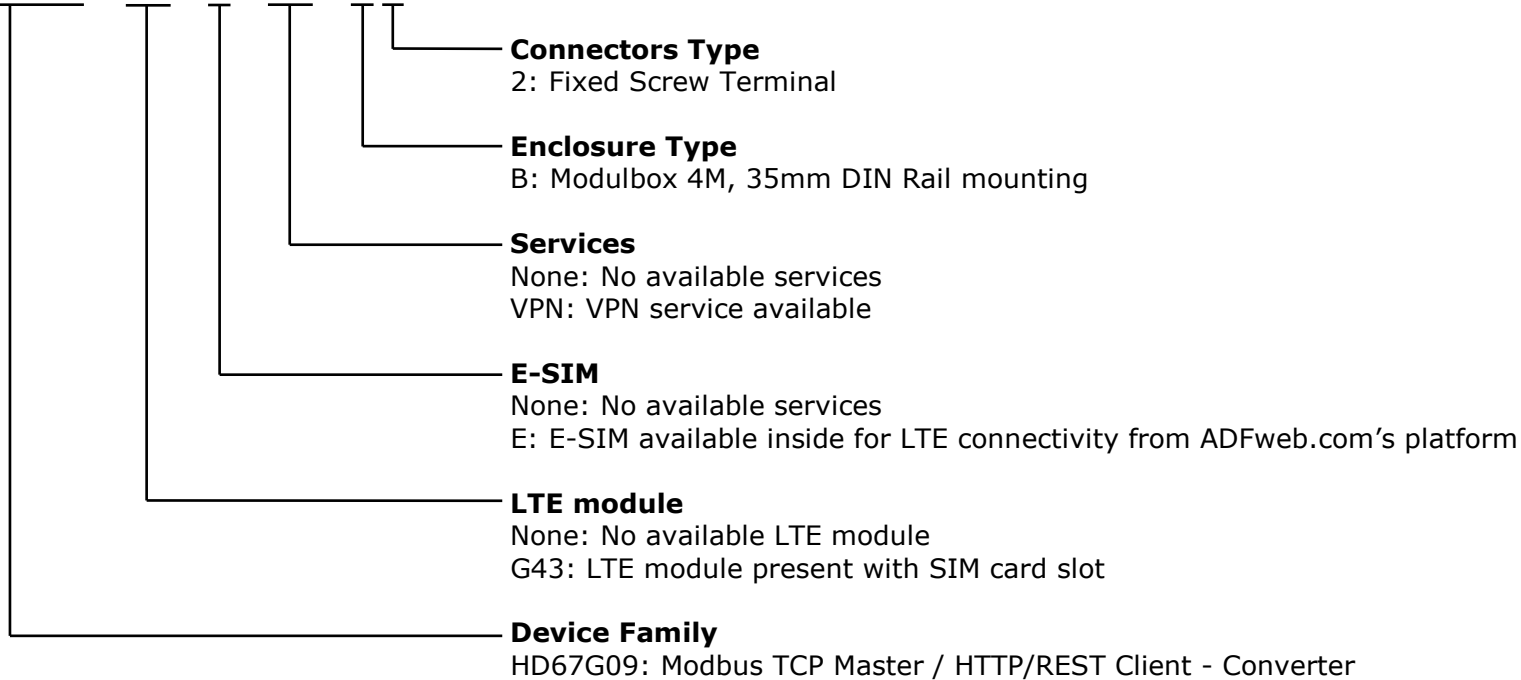 Connectors Type
2: Fixed Screw Terminal
Enclosure Type
B: Modulbox 4M, 35mm DIN Rail mounting
Services
None: No available services
VPN: VPN service available
E-SIM
None: No available services
E: E-SIM available inside for LTE connectivity from ADFweb.com’s platform
LTE module
None: No available LTE module
G43: LTE module present with SIM card slot
Device Family
HD67G09: Modbus TCP Master / HTTP/REST Client - Converter